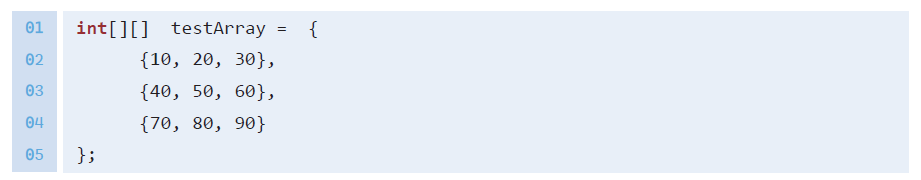 01 int[][]  testArray =  {
02       {10, 20, 30},
03       {40, 50, 60},
04       {70, 80, 90}
05 };